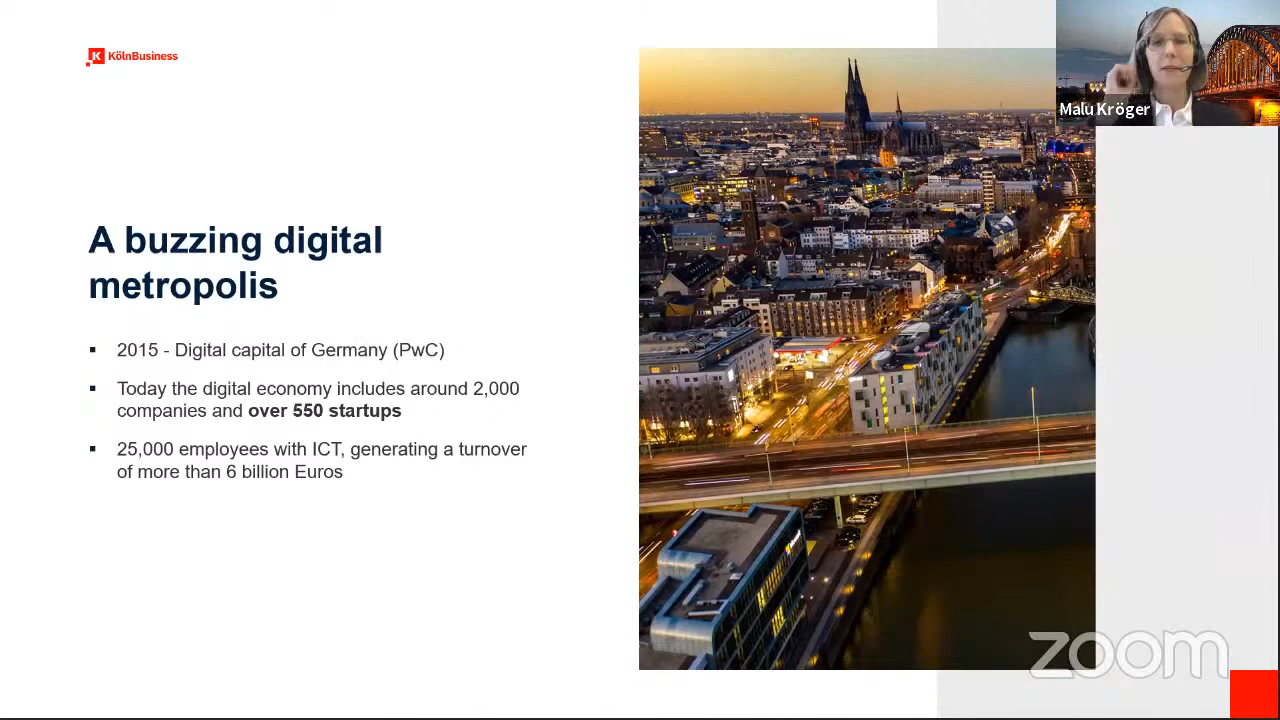 KölnBusiness
Malu Kröger
A buzzing digital
metropolis
▪ 2015 - Digital capital of Germany (PwC)
▪ Today the digital economy includes around 2,000
companies and over 550 startups
▪ 25,000 employees with ICT, generating a turnover
of more than 6 billion Euros
zoom